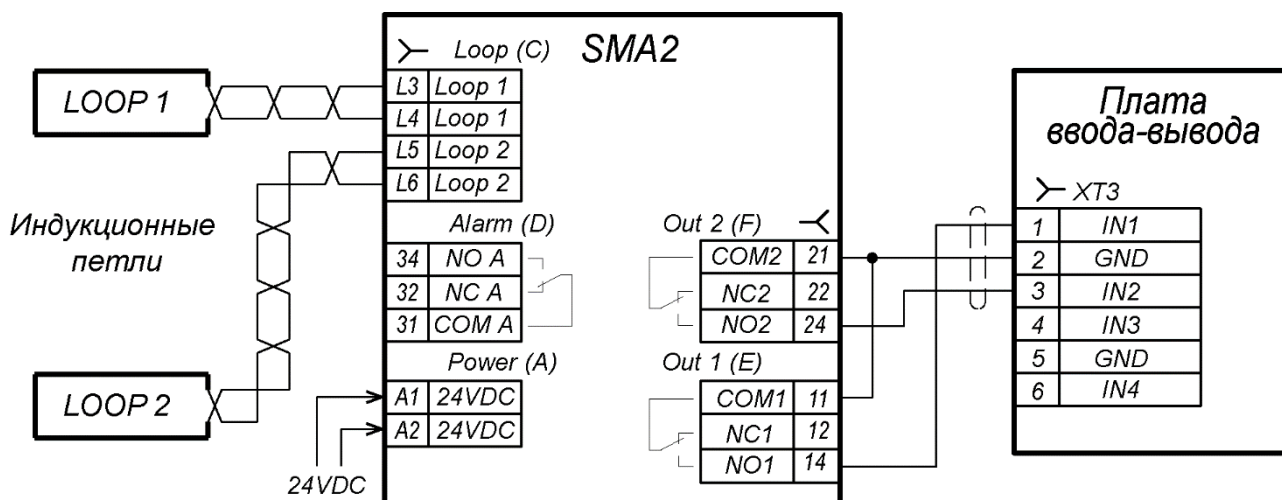 SMA2
Loop (C)
LOOP 1
L3 Loop 1
L4 Loop 1
L5 Loop 2
L6 Loop 2
Индукционные
петли
LOOP 2
Alarm (D)
34 NO A
32 NC A
31 COM A
Power (A)
A1 24VDC
A2 24VDC
24VDC
Out 2 (F)
COM2 21
NC2 22
NO2 24
Out 1 (E)
COM1 11
NC1 12
NO1 14
Плата
ввода-вывода
XT3
1 IN1
2 GND
3 IN2
4 IN3
5 GND
6 IN4